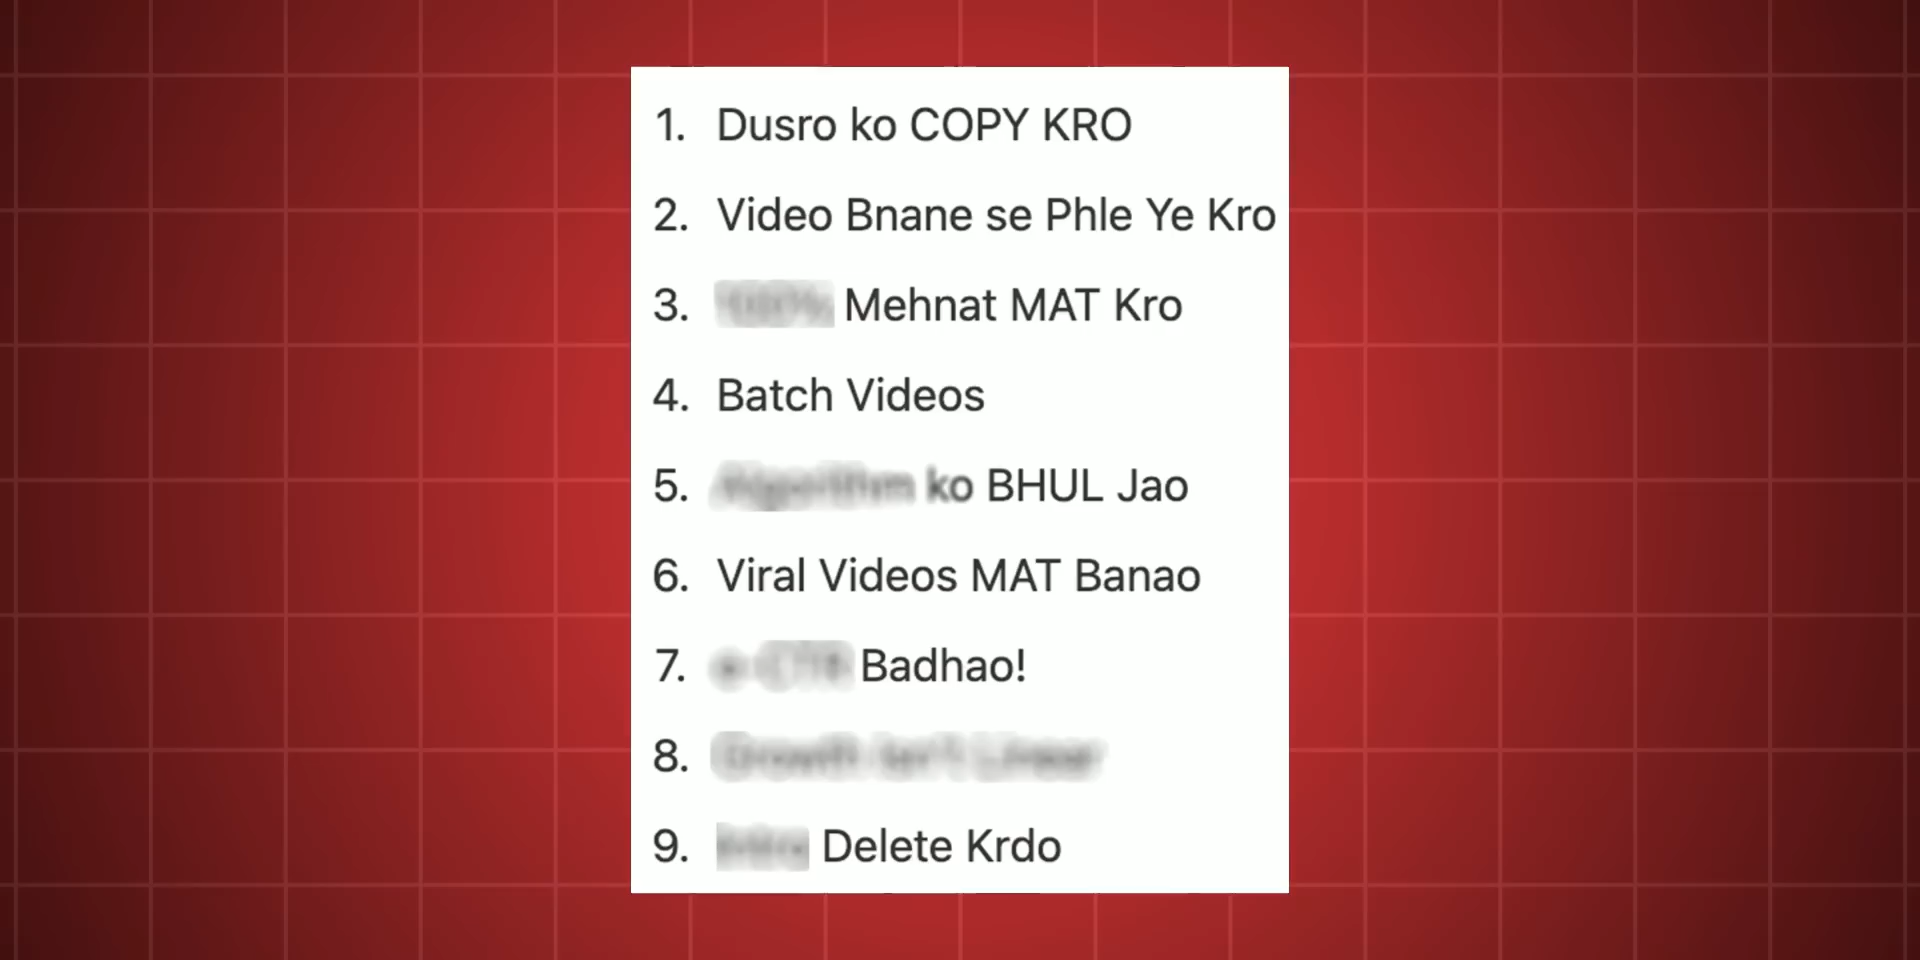 1. Dusro ko COPY KRO
2. Video Bnane se Phle Ye Kro
3. Mehnat MAT Kro
4. Batch Videos
5. ko BHUL Jao
6. Viral Videos MAT Banao
7. Badhao!
8.
9. Delete Krdo